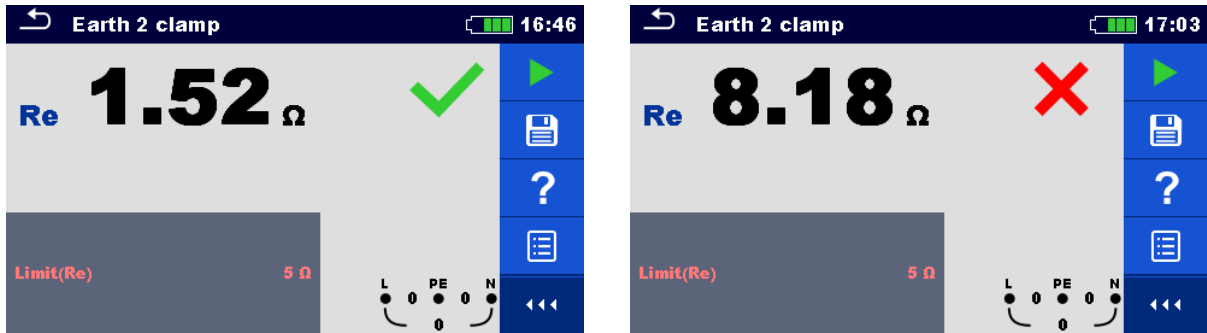 Earth 2 clamp 16:46
Re 1.52 Ω
?
Limit(Re) 5 Ω
L PE N
0 0
0
Earth 2 clamp 17:03
Re 8.18 Ω
?
Limit(Re) 5 Ω
L PE N
0 0
0